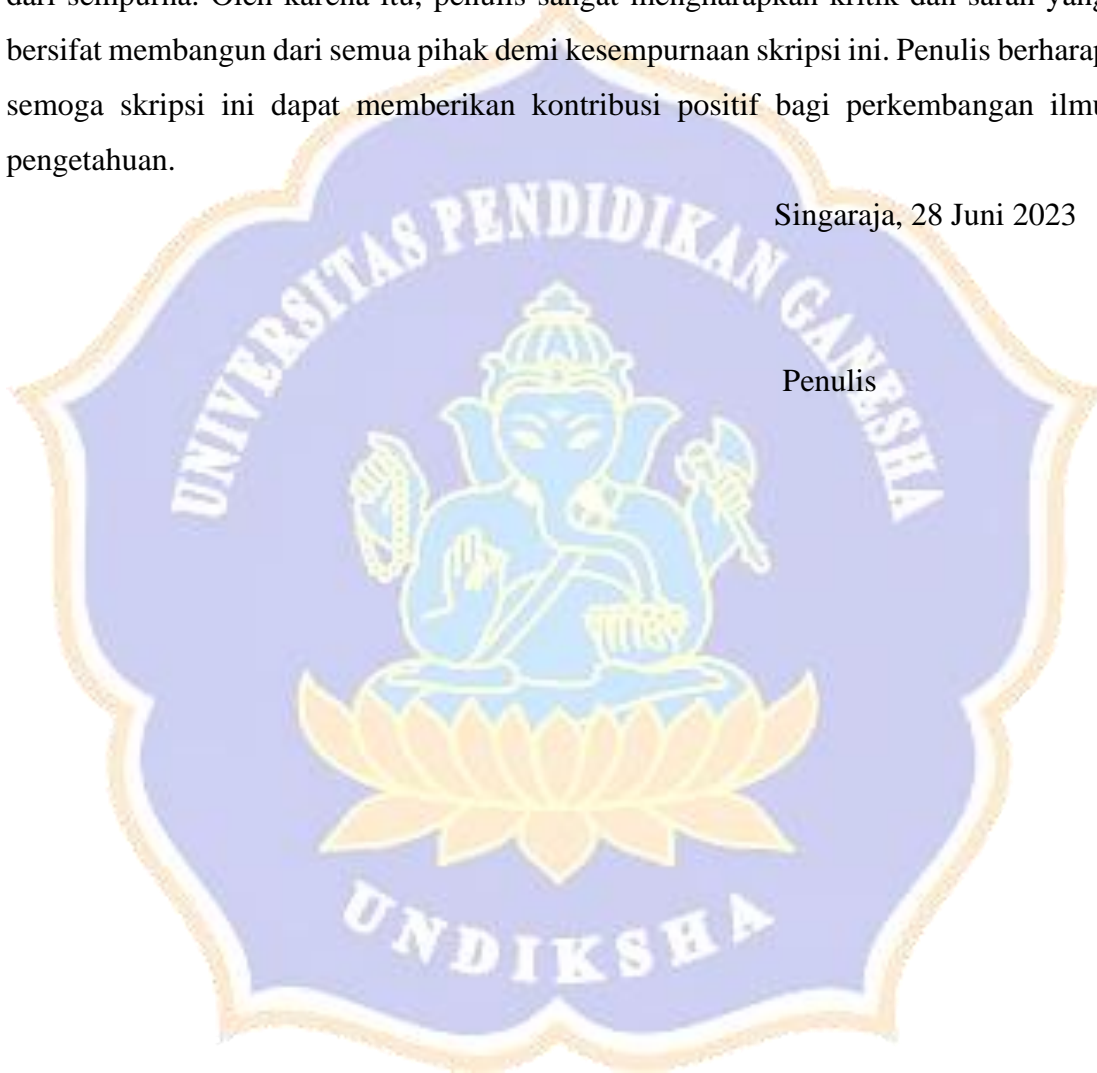 dari sempurna. Oleh karena itu, penulis sangat mengharapkan kritik dan saran yang
bersifat membangun dari semua pihak demi kesempurnaan skripsi ini. Penulis berharap
semoga skripsi ini dapat memberikan kontribusi positif bagi perkembangan ilmu
pengetahuan.
Singaraja, 28 Juni 2023
UNIVERSITAS PENDIDIKAN GANESHA
Penulis
UNDIKSHA